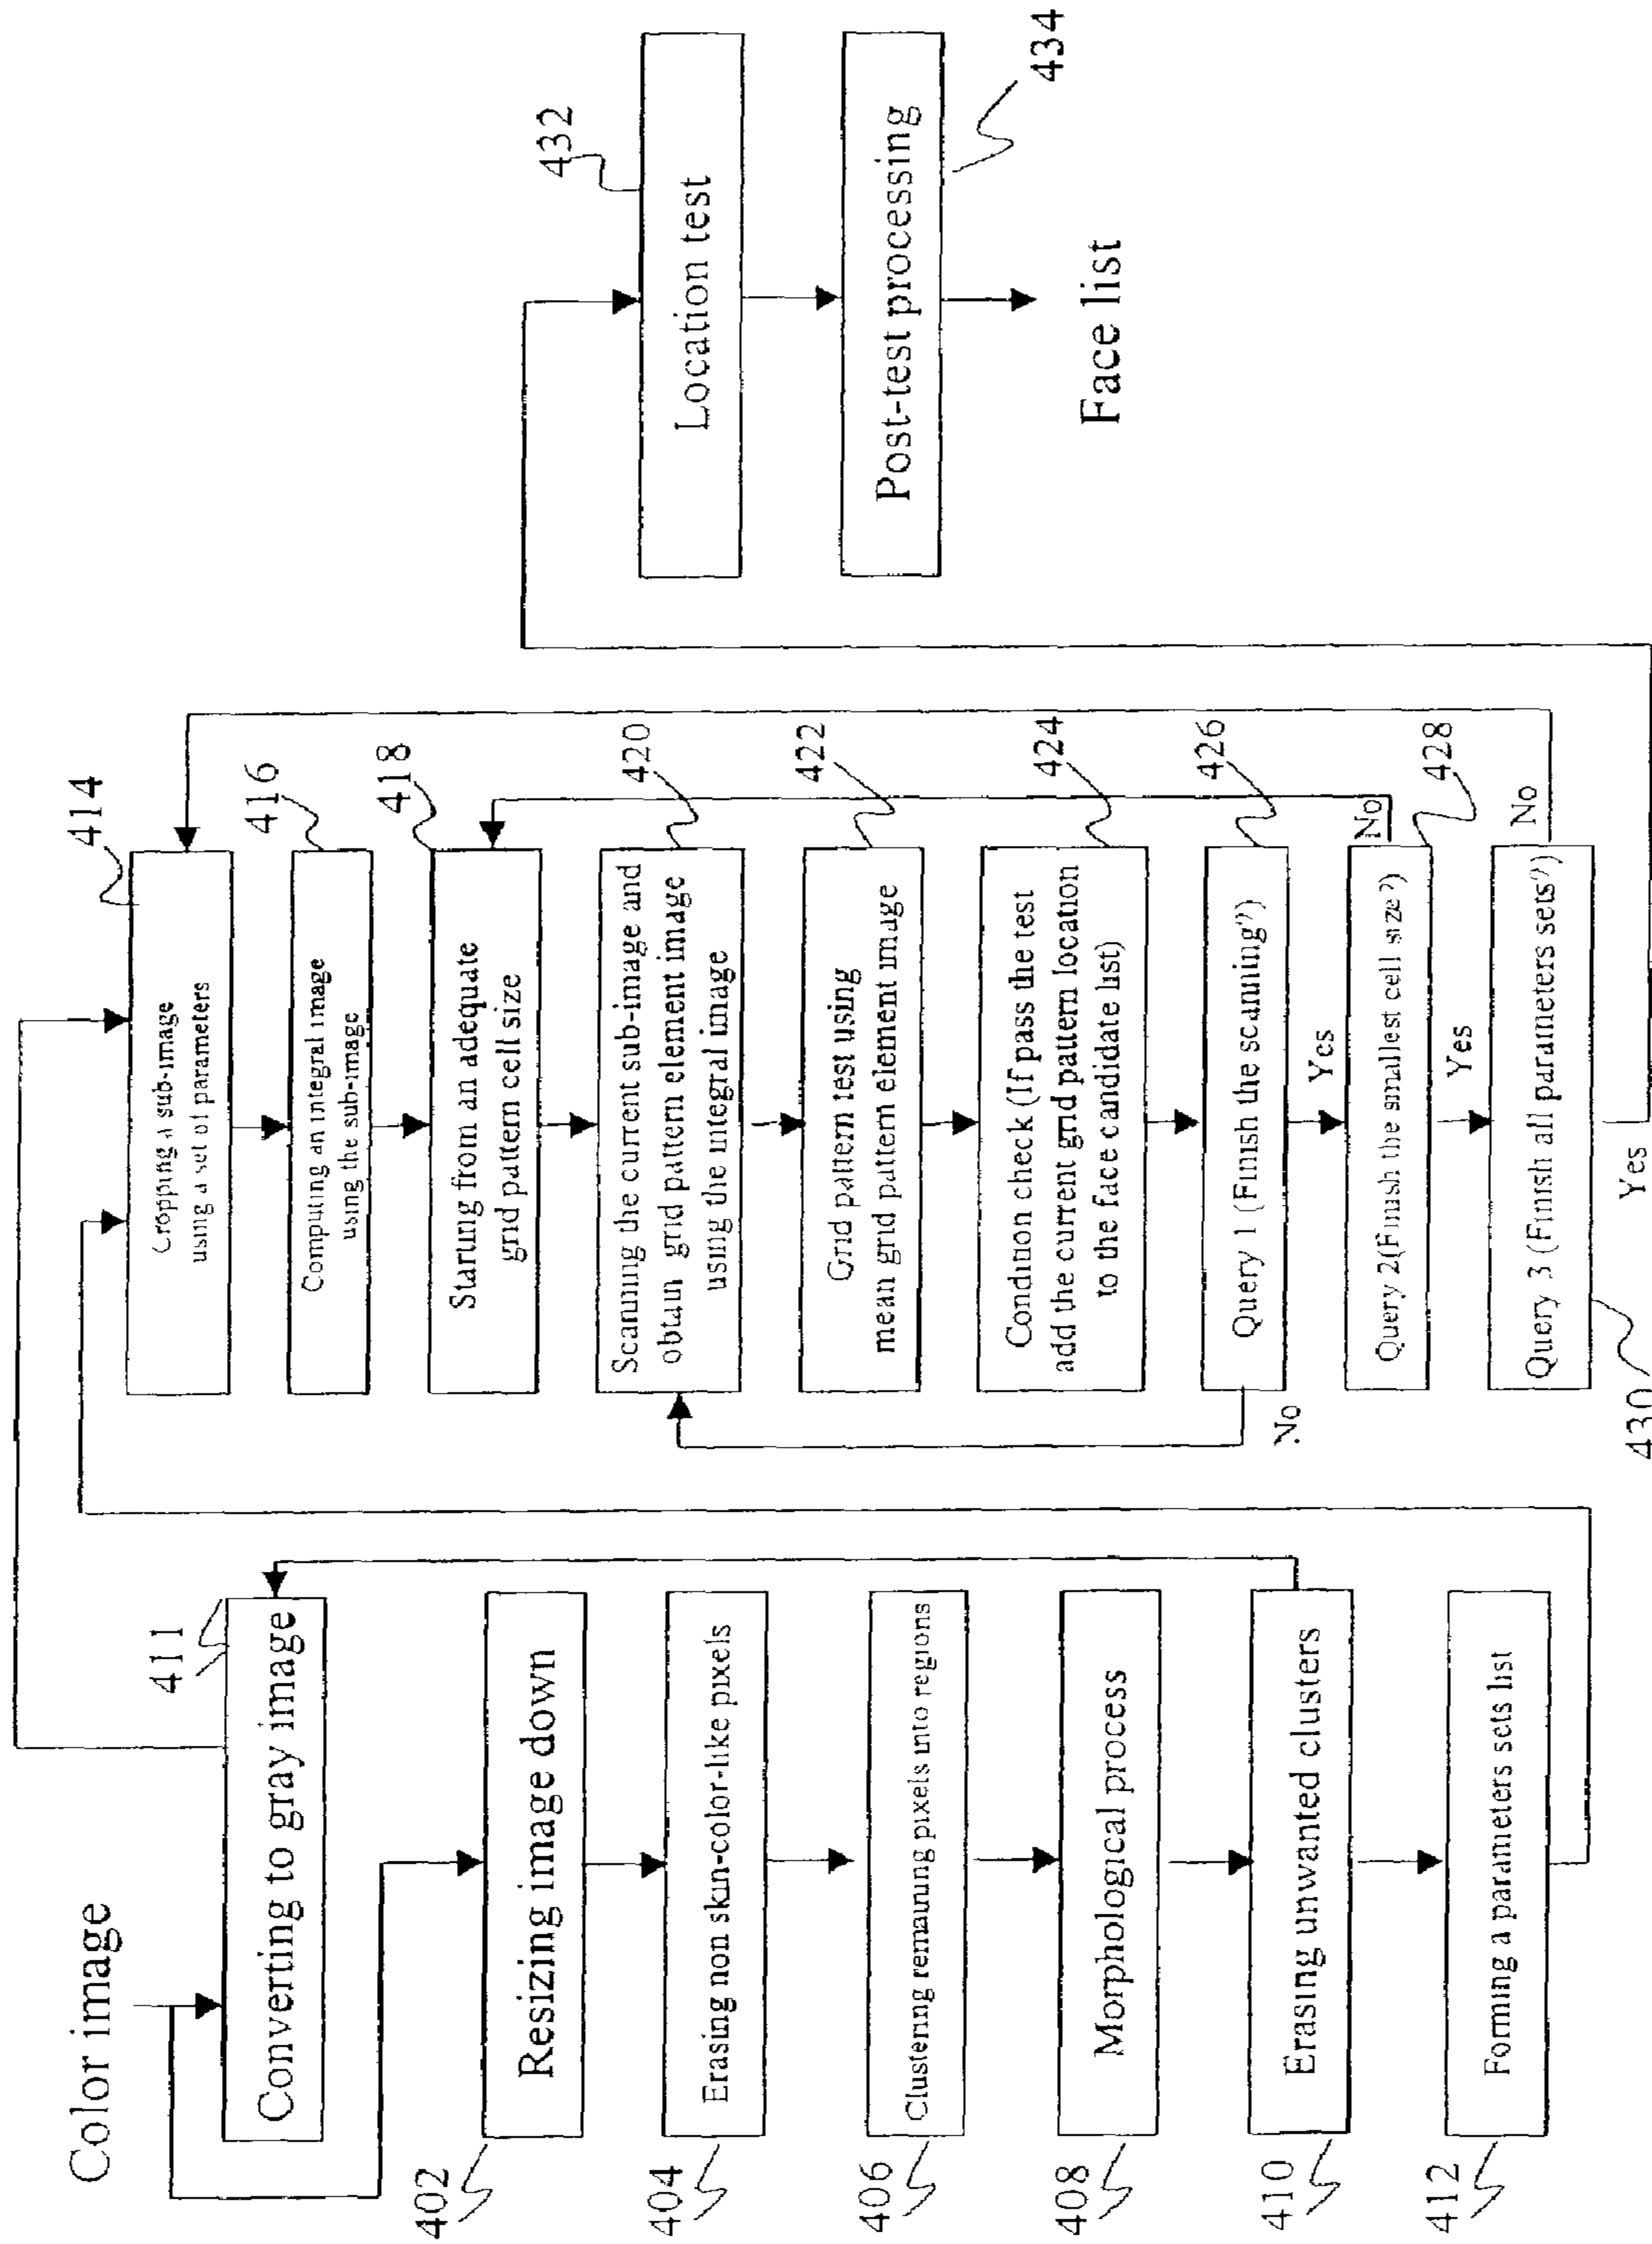 Color image
411
Converting to gray image
402
Resizing image down
404
Erasing non skin-color-like pixels
406
Clustering remaining pixels into regions
408
Morphological process
410
Erasing unwanted clusters
412
Forming a parameters sets list
414
Cropping a sub-image
using a set of parameters
416
Computing an integral image
using the sub-image
418
Starting from an adequate
grid pattern cell size
420
Scanning the current sub-image and
obtain grid pattern element image
using the integral image
422
Grid pattern test using
mean grid pattern element image
424
Condition check (If pass the test
add the current grid pattern location
to the face candidate list)
426
Query 1 (Finish the scanning?)
No
Yes
428
Query 2(Finish the smallest cell size?)
No
Yes
Query 3 (Finish all parameters sets?)
No
430
Yes
432
Location test
Post-test processing
434
Face list